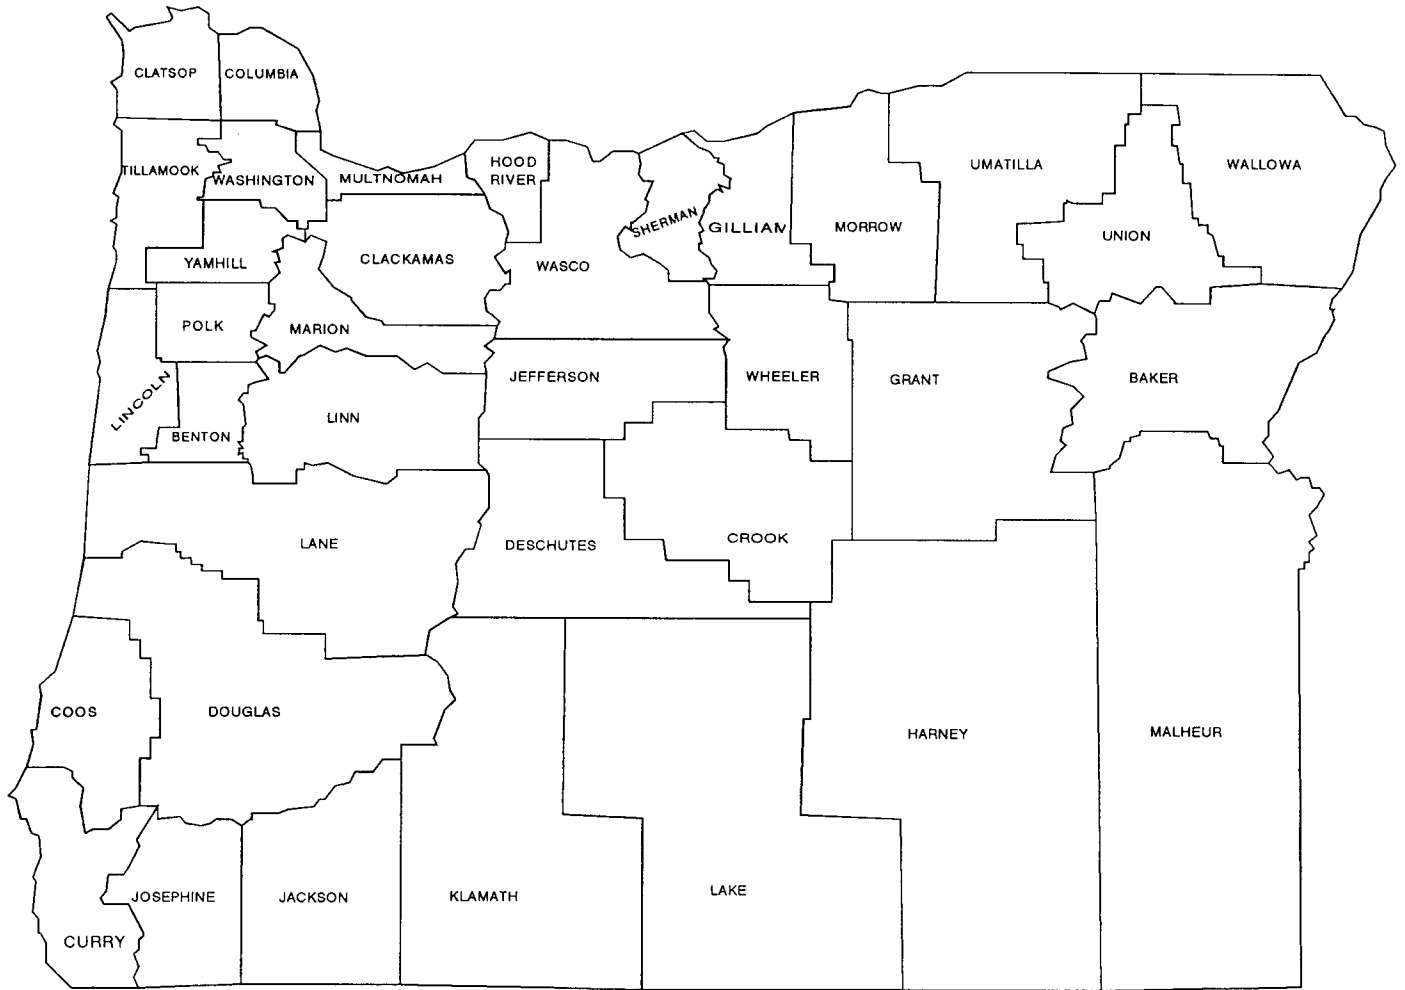 CLATSOP
COLUMBIA
TILLAMOOK
WASHINGTON
MULTNOMAH
HOOD
RIVER
UMATILLA
WALLOWA
SHERMAN
GILLIAM
MORROW
UNION
YAMHILL
CLACKAMAS
WASCO
POLK
MARION
JEFFERSON
WHEELER
GRANT
BAKER
LINCOLN
BENTON
LINN
LANE
DESCHUTES
CROOK
COOS
DOUGLAS
HARNEY
MALHEUR
JOSEPHINE
JACKSON
KLAMATH
LAKE
CURRY